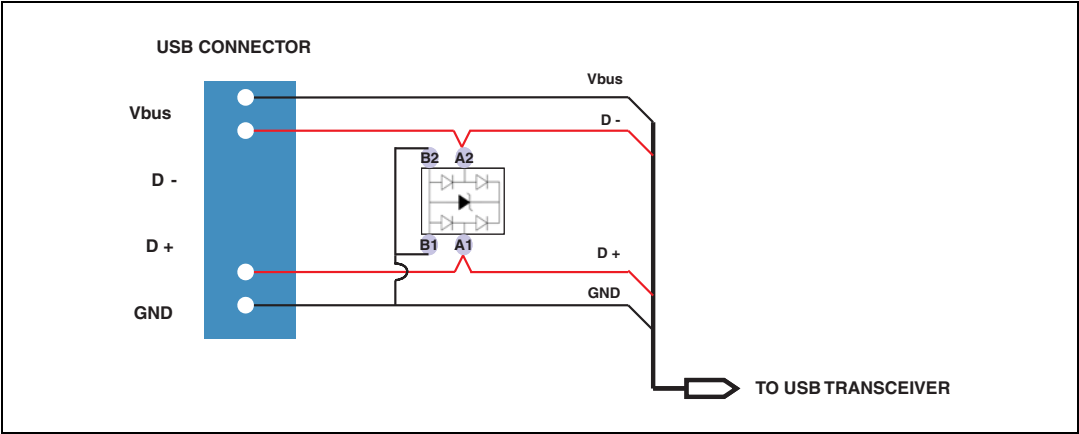 USB CONNECTOR
Vbus
Vbus
D -
B2 A2
D -
D +
B1 A1
D +
GND
GND
TO USB TRANSCEIVER